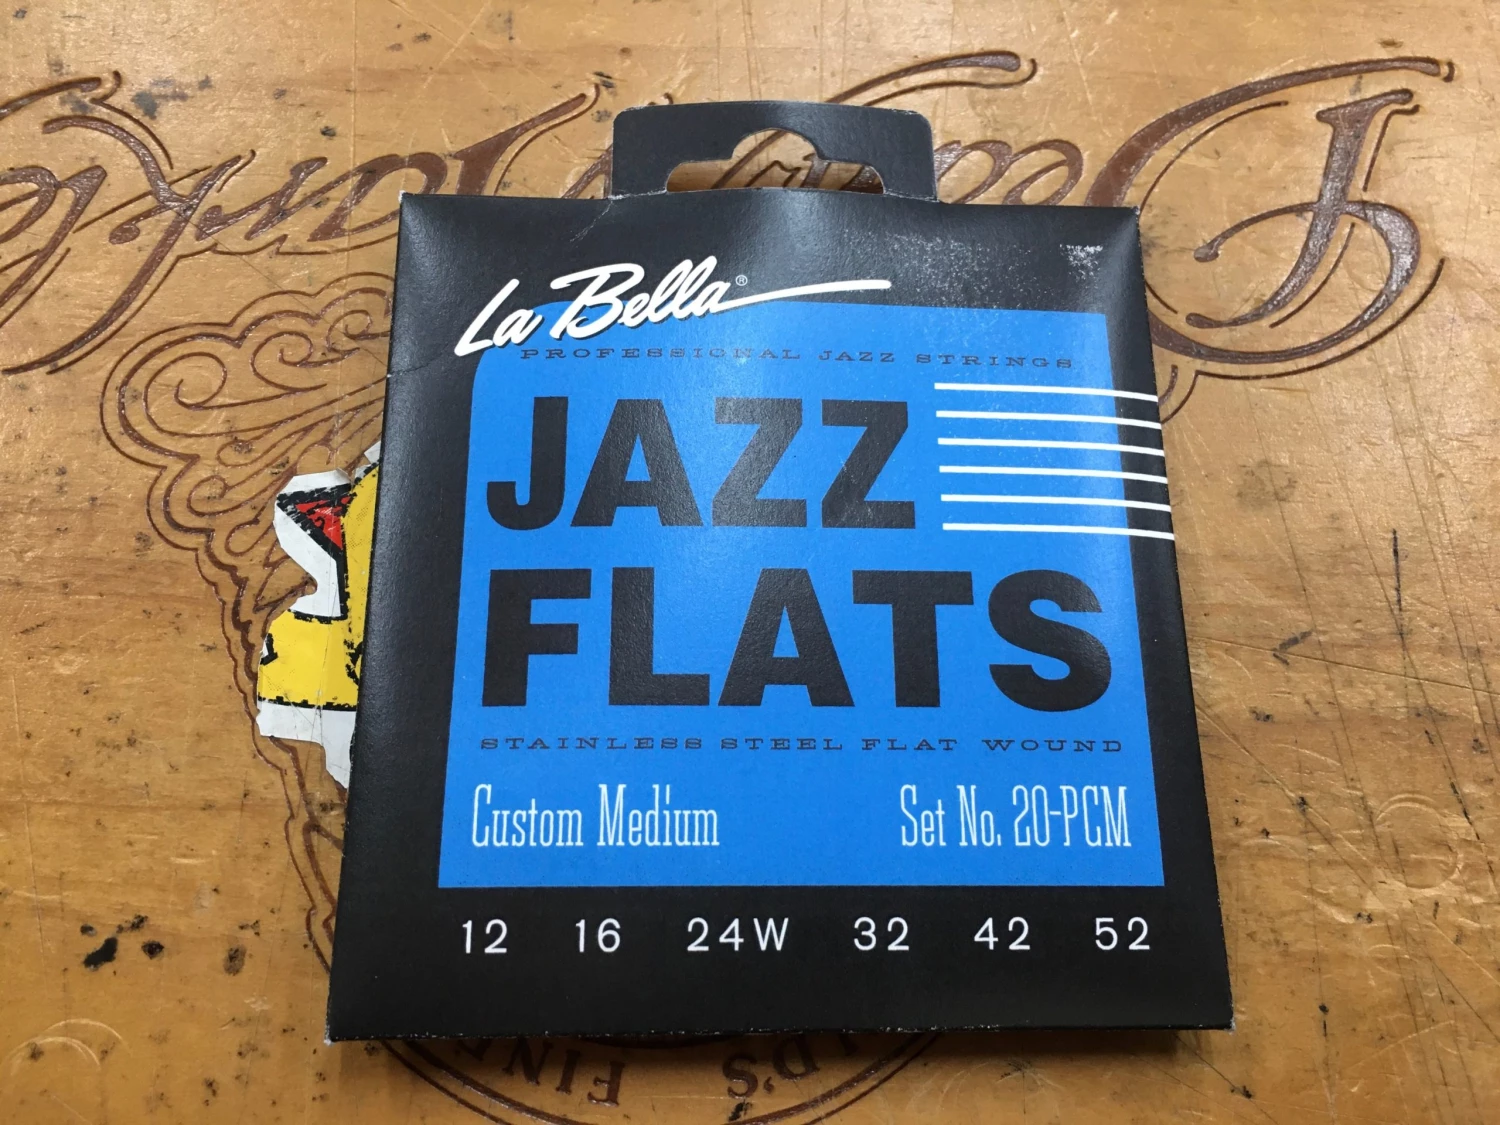 La Bella®
PROFESSIONAL JAZZ STRINGS
JAZZ
FLATS
STAINLESS STEEL FLAT WOUND
Custom Medium Set No. 20-PCM
12 16 24W 32 42 52